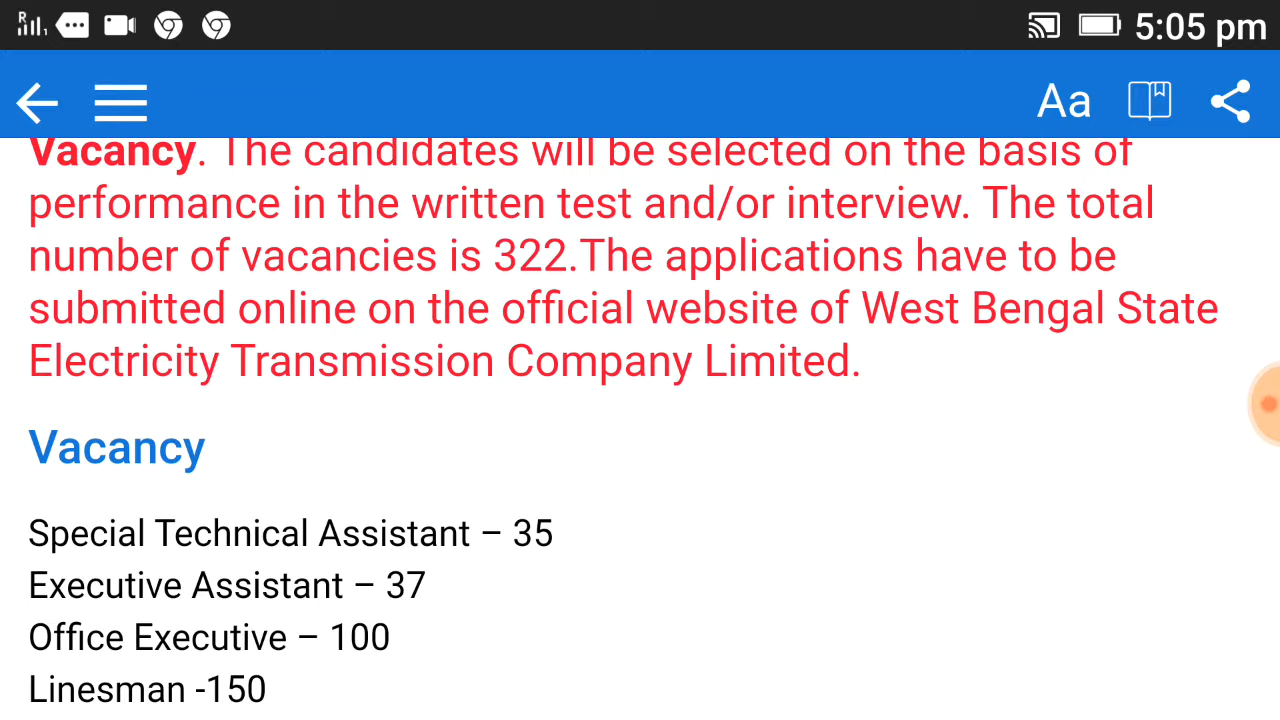 R 1 5:05 pm
Aa
Vacancy. The candidates will be selected on the basis of
performance in the written test and/or interview. The total
number of vacancies is 322.The applications have to be
submitted online on the official website of West Bengal State
Electricity Transmission Company Limited.
Vacancy
Special Technical Assistant – 35
Executive Assistant – 37
Office Executive – 100
Linesman -150